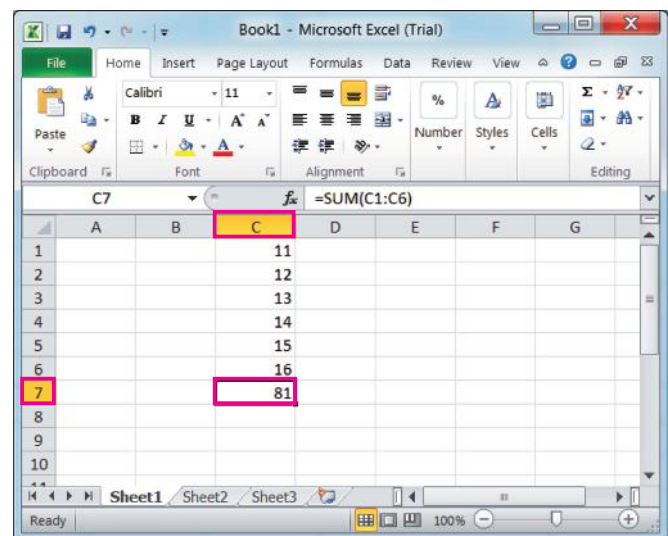 Book1 - Microsoft Excel (Trial)
File Home Insert Page Layout Formulas Data Review View
Calibri 11
Paste B I U A A A Number Styles Cells Σ
Clipboard Font Alignment Editing
C7 fx =SUM(C1:C6)
A B C D E F G
1 11
2 12
3 13
4 14
5 15
6 16
7 81
8
9
10
Sheet1 Sheet2 Sheet3
Ready 100%